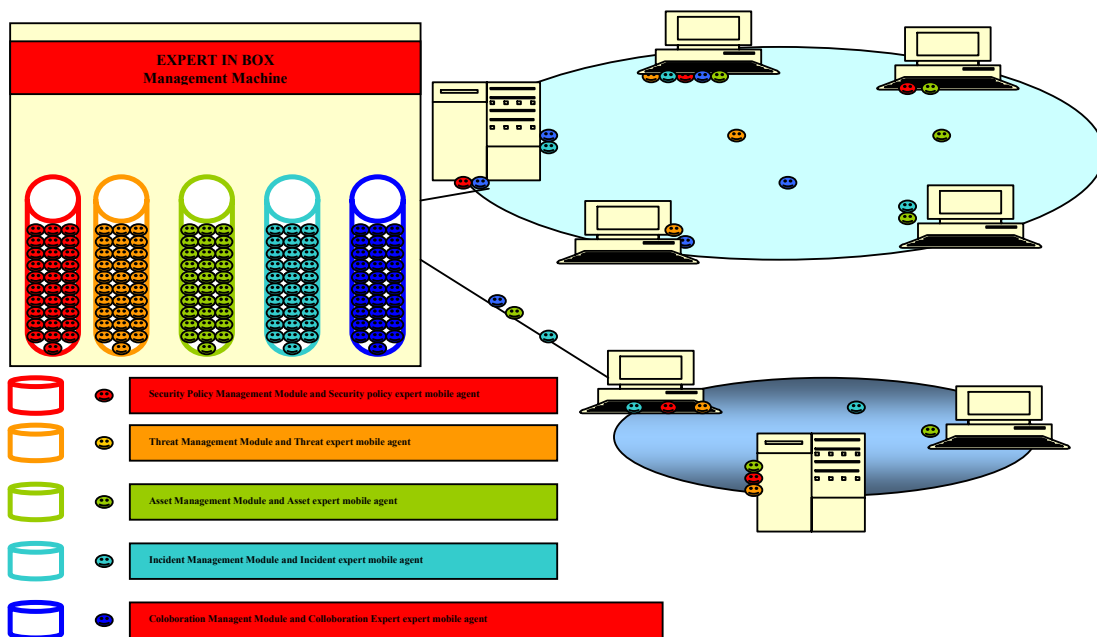 EXPERT IN BOX
Management Machine
Security Policy Management Module and Security policy expert mobile agent
Threat Management Module and Threat expert mobile agent
Asset Management Module and Asset expert mobile agent
Incident Management Module and Incident expert mobile agent
Coloboration Managent Module and Colloboration Expert expert mobile agent